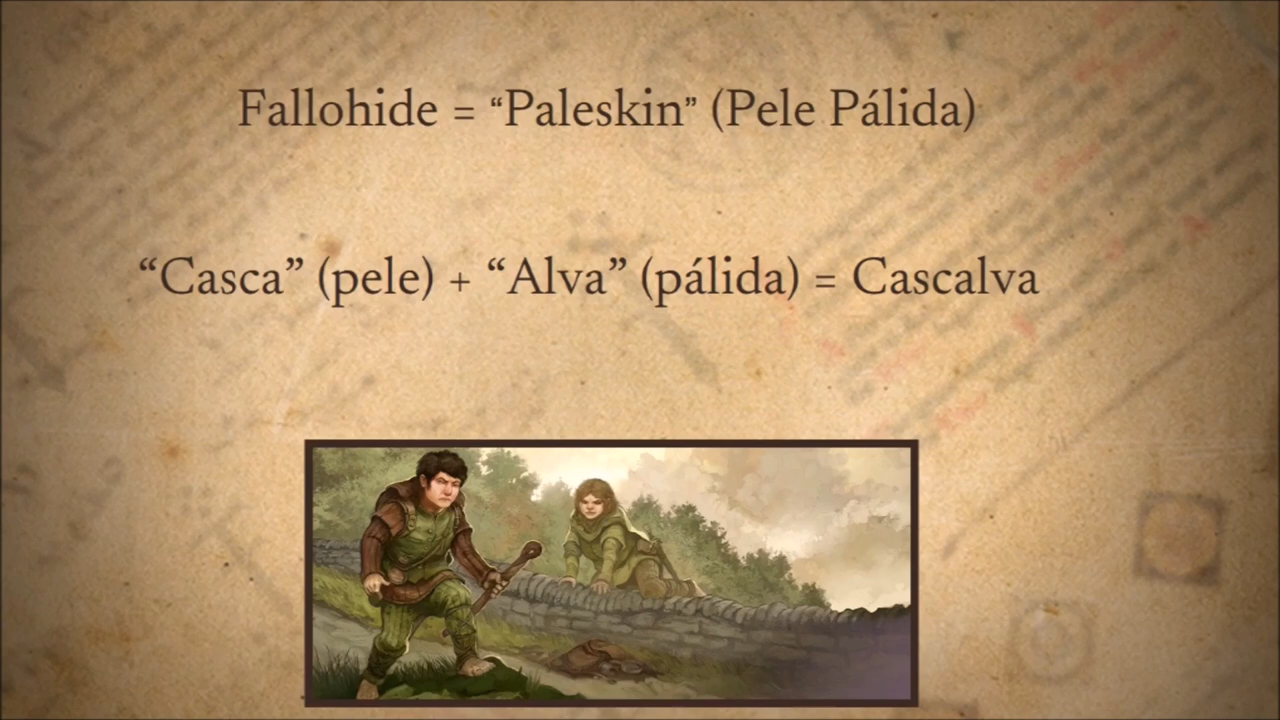 Fallohide = “Paleskin” (Pele Pálida)
“Casca” (pele) + “Alva” (pálida) = Cascalva